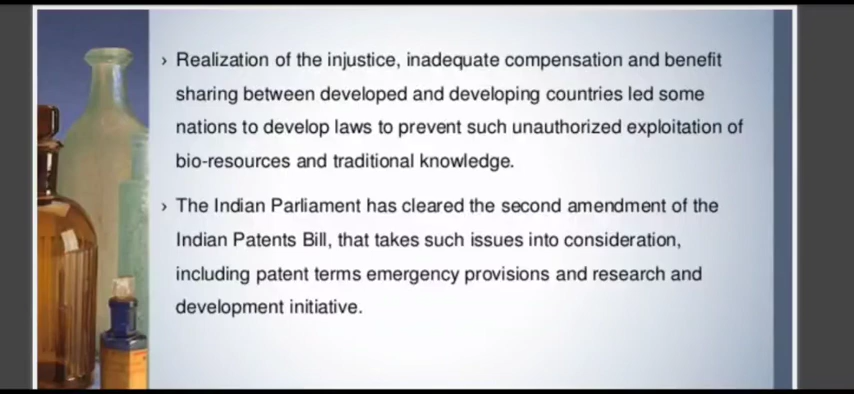 › Realization of the injustice, inadequate compensation and benefit
sharing between developed and developing countries led some
nations to develop laws to prevent such unauthorized exploitation of
bio-resources and traditional knowledge.
› The Indian Parliament has cleared the second amendment of the
Indian Patents Bill, that takes such issues into consideration,
including patent terms emergency provisions and research and
development initiative.